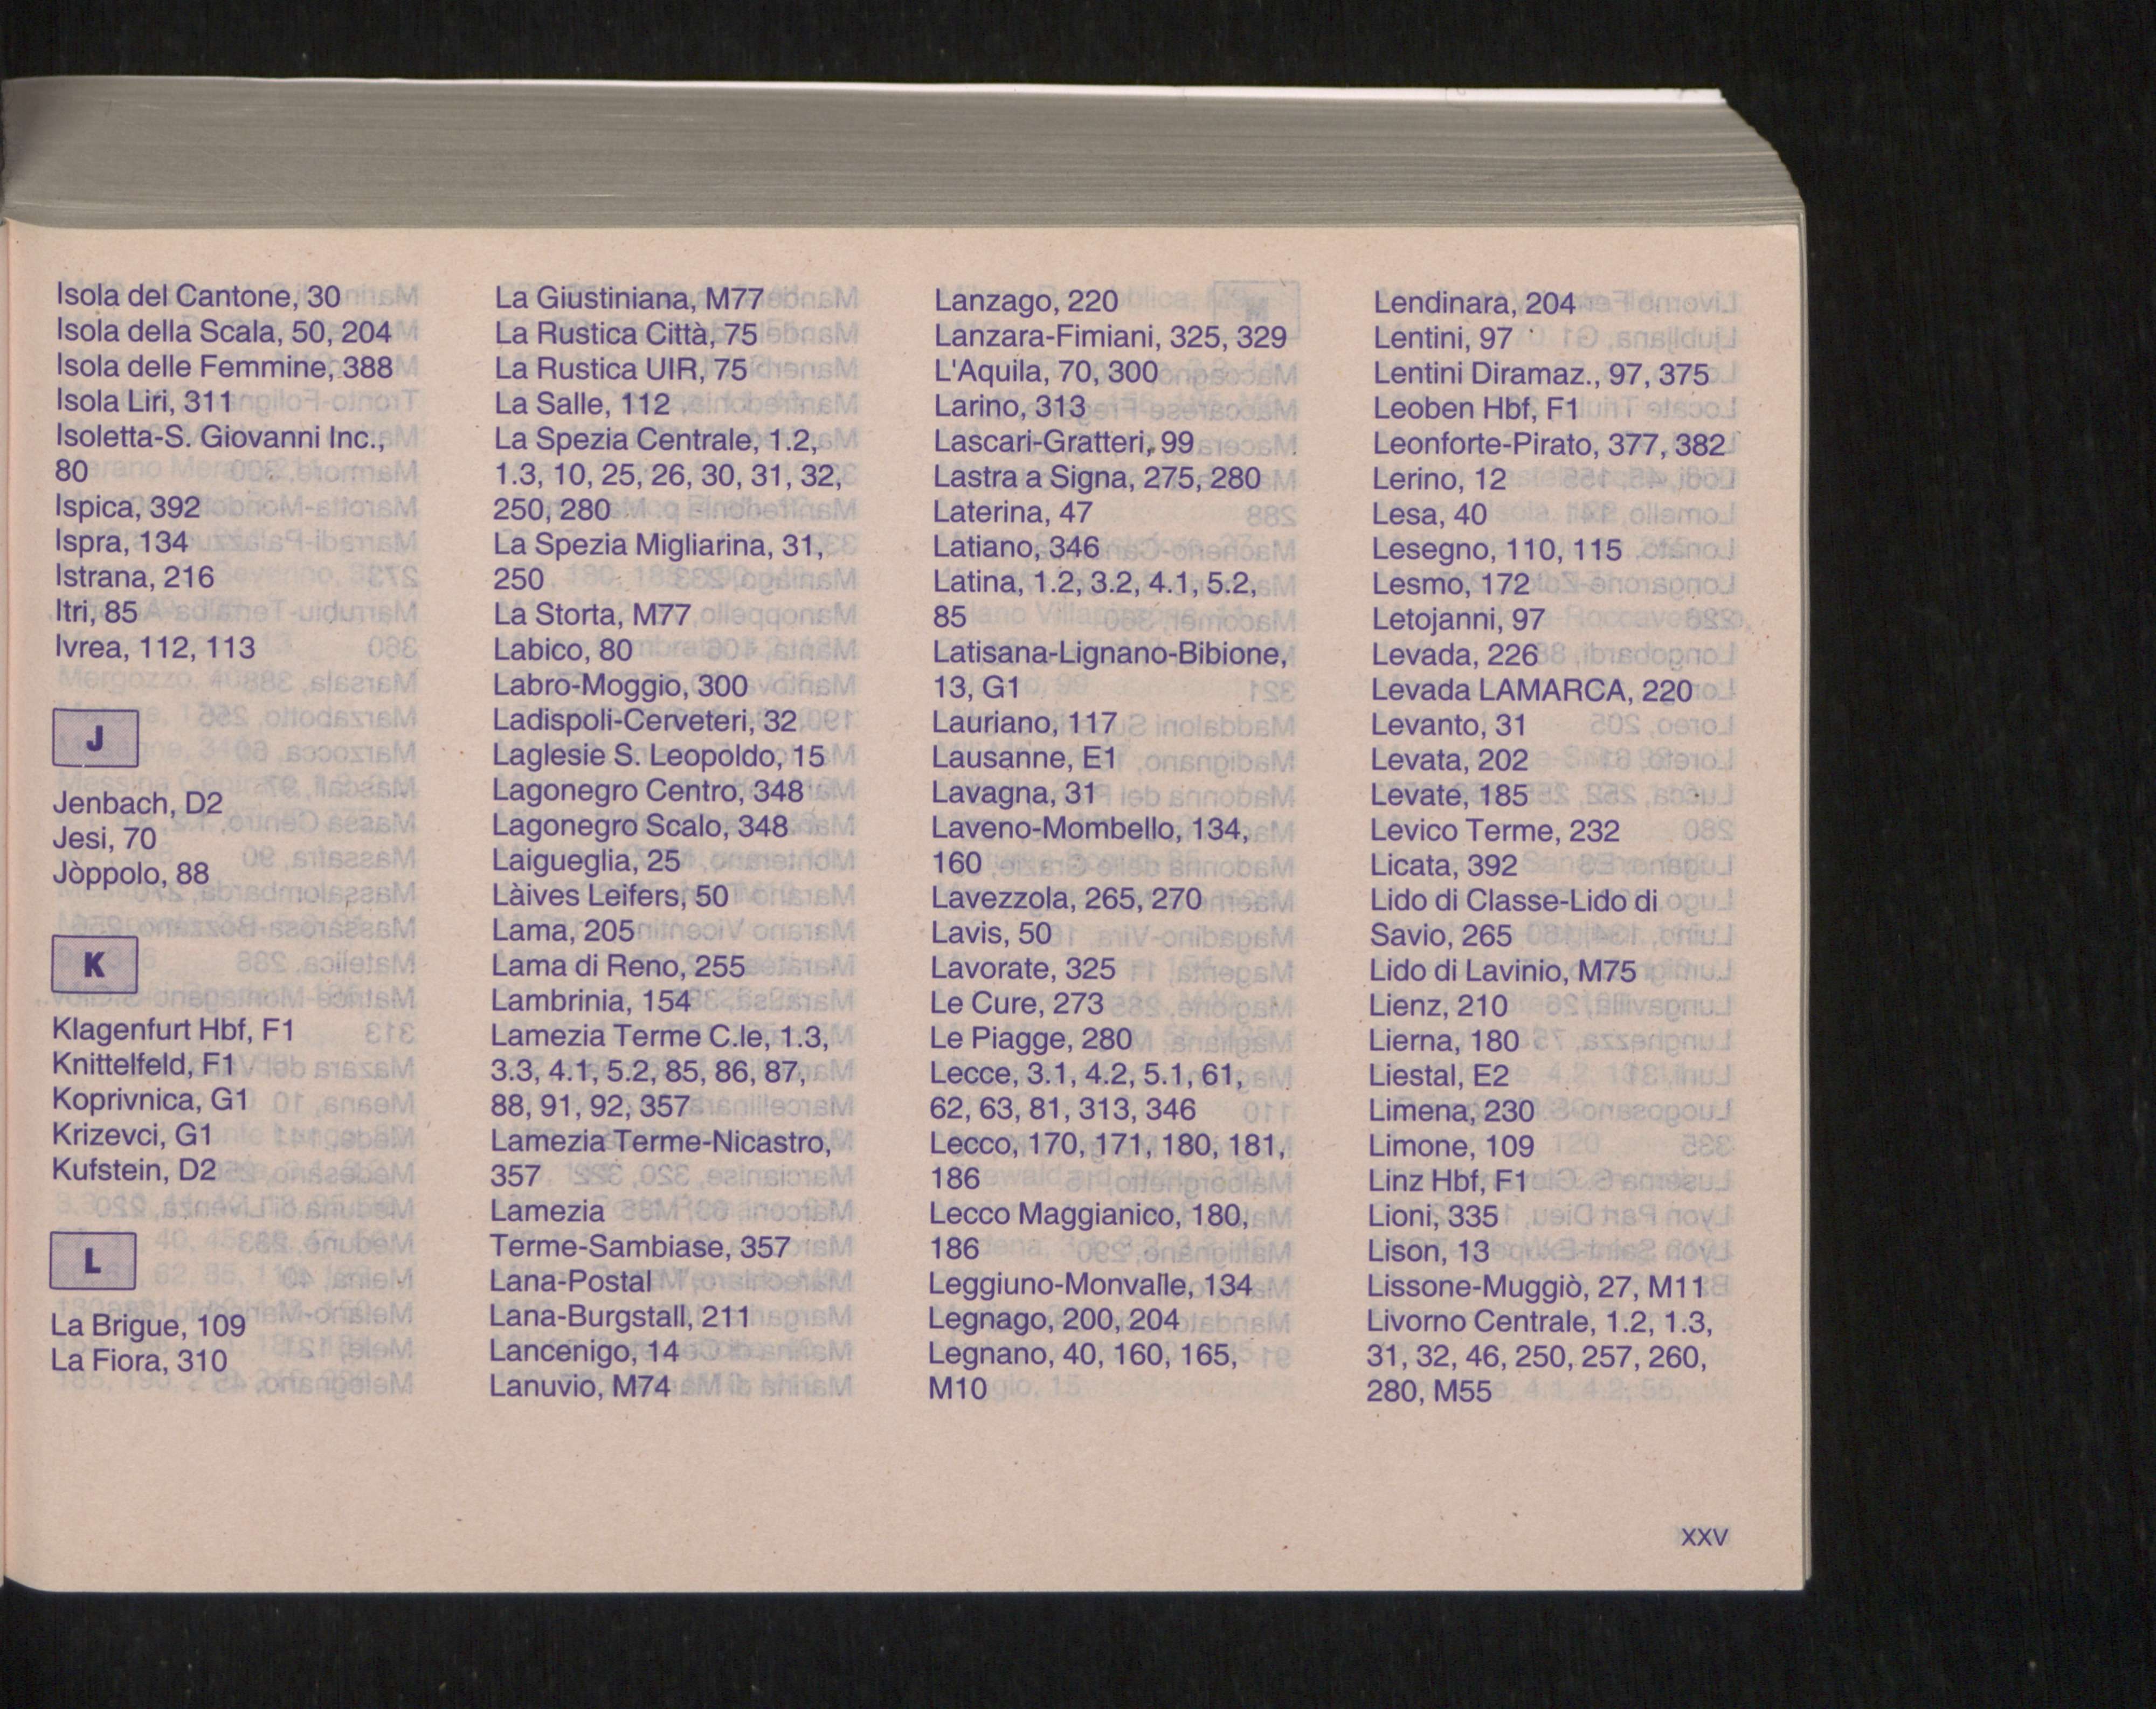 Isola del Cantone, 30
Isola della Scala, 50, 204
Isola delle Femmine, 388
Isola Liri, 311
Isoletta-S. Giovanni Inc.,
80
Ispica, 392
Ispra, 134
Istrana, 216
Itri, 85
Ivrea, 112, 113
J
Jenbach, D2
Jesi, 70
Jòppolo, 88
K
Klagenfurt Hbf, F1
Knittelfeld, F1
Koprivnica, G1
Krizevci, G1
Kufstein, D2
L
La Brigue, 109
La Fiora, 310
La Giustiniana, M77
La Rustica Città, 75
La Rustica UIR, 75
La Salle, 112
La Spezia Centrale, 1.2,
1.3, 10, 25, 26, 30, 31, 32,
250, 280
La Spezia Migliarina, 31,
250
La Storta, M77
Labico, 80
Labro-Moggio, 300
Ladispoli-Cerveteri, 32
Laglesie S. Leopoldo, 15
Lagonegro Centro, 348
Lagonegro Scalo, 348
Laigueglia, 25
Làives Leifers, 50
Lama, 205
Lama di Reno, 255
Lambrinia, 154
Lamezia Terme C.le, 1.3,
3.3, 4.1, 5.2, 85, 86, 87,
88, 91, 92, 357
Lamezia Terme-Nicastro,
357
Lamezia
Terme-Sambiase, 357
Lana-Postal
Lana-Burgstall, 211
Lancenigo, 14
Lanuvio, M74
Lanzago, 220
Lanzara-Fimiani, 325, 329
L'Aquila, 70, 300
Larino, 313
Lascari-Gratteri, 99
Lastra a Signa, 275, 280
Laterina, 47
Latiano, 346
Latina, 1.2, 3.2, 4.1, 5.2,
85
Latisana-Lignano-Bibione,
13, G1
Lauriano, 117
Lausanne, E1
Lavagna, 31
Laveno-Mombello, 134,
160
Lavezzola, 265, 270
Lavis, 50
Lavorate, 325
Le Cure, 273
Le Piagge, 280
Lecce, 3.1, 4.2, 5.1, 61,
62, 63, 81, 313, 346
Lecco, 170, 171, 180, 181,
186
Lecco Maggianico, 180,
186
Leggiuno-Monvalle, 134
Legnago, 200, 204
Legnano, 40, 160, 165,
M10
Lendinara, 204
Lentini, 97
Lentini Diramaz., 97, 375
Leoben Hbf, F1
Leonforte-Pirato, 377, 382
Lerino, 12
Lesa, 40
Lesegno, 110, 115
Lesmo, 172
Letojanni, 97
Levada, 226
Levada LAMARCA, 220
Levanto, 31
Levata, 202
Levate, 185
Levico Terme, 232
Licata, 392
Lido di Classe-Lido di
Savio, 265
Lido di Lavinio, M75
Lienz, 210
Lierna, 180
Liestal, E2
Limena, 230
Limone, 109
Linz Hbf, F1
Lioni, 335
Lison, 13
Lissone-Muggiò, 27, M11
Livorno Centrale, 1.2, 1.3,
31, 32, 46, 250, 257, 260,
280, M55
XXV